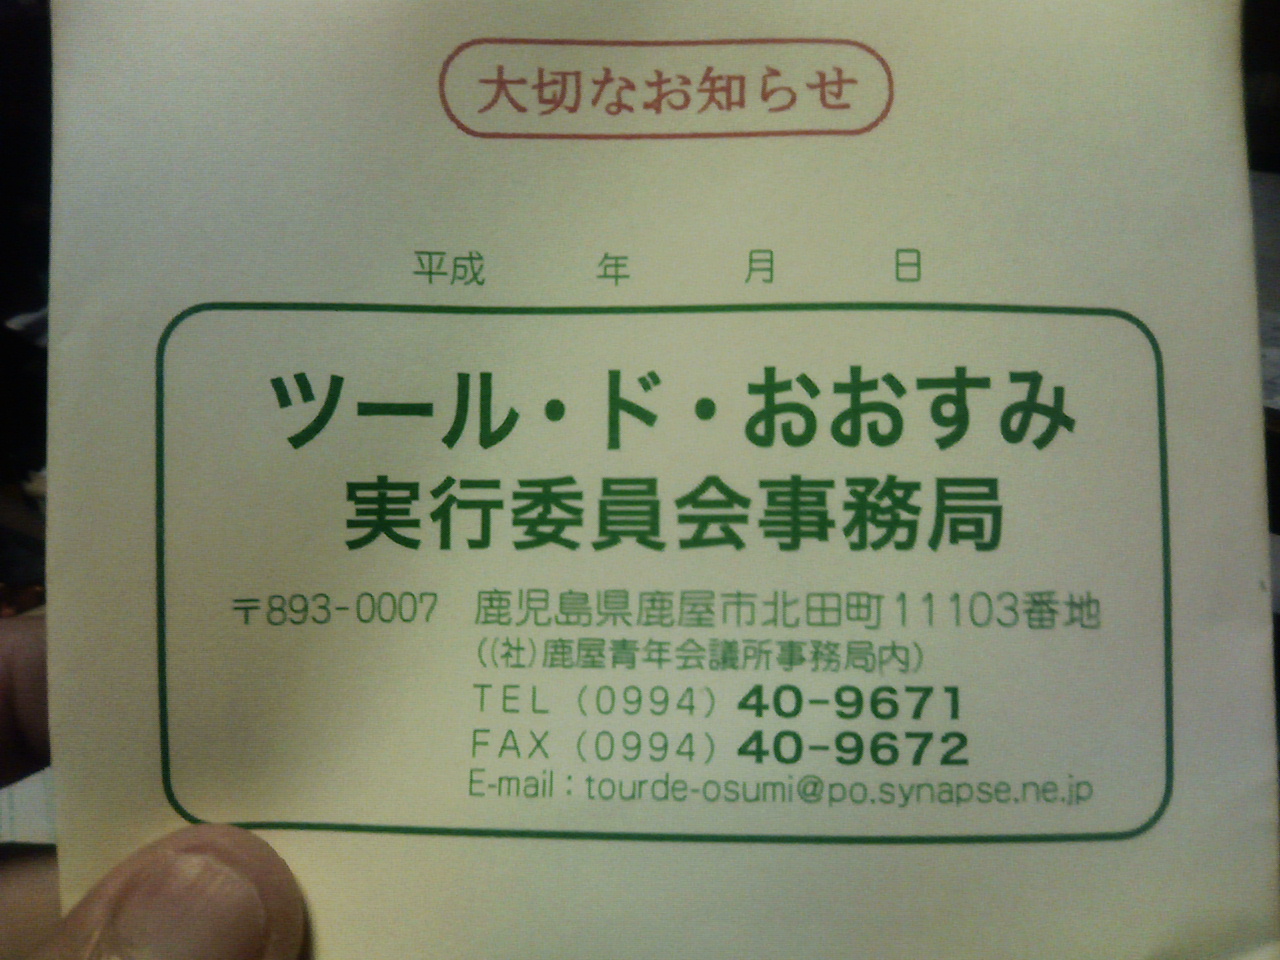 大切なお知らせ
平成 年 月 日
ツール・ド・おおすみ
実行委員会事務局
〒893-0007 鹿児島県鹿屋市北田町11103番地
((社)鹿屋青年会議所事務局内)
TEL (0994) 40-9671
FAX (0994) 40-9672
E-mail : tourde-osumi@po.synapse.ne.jp